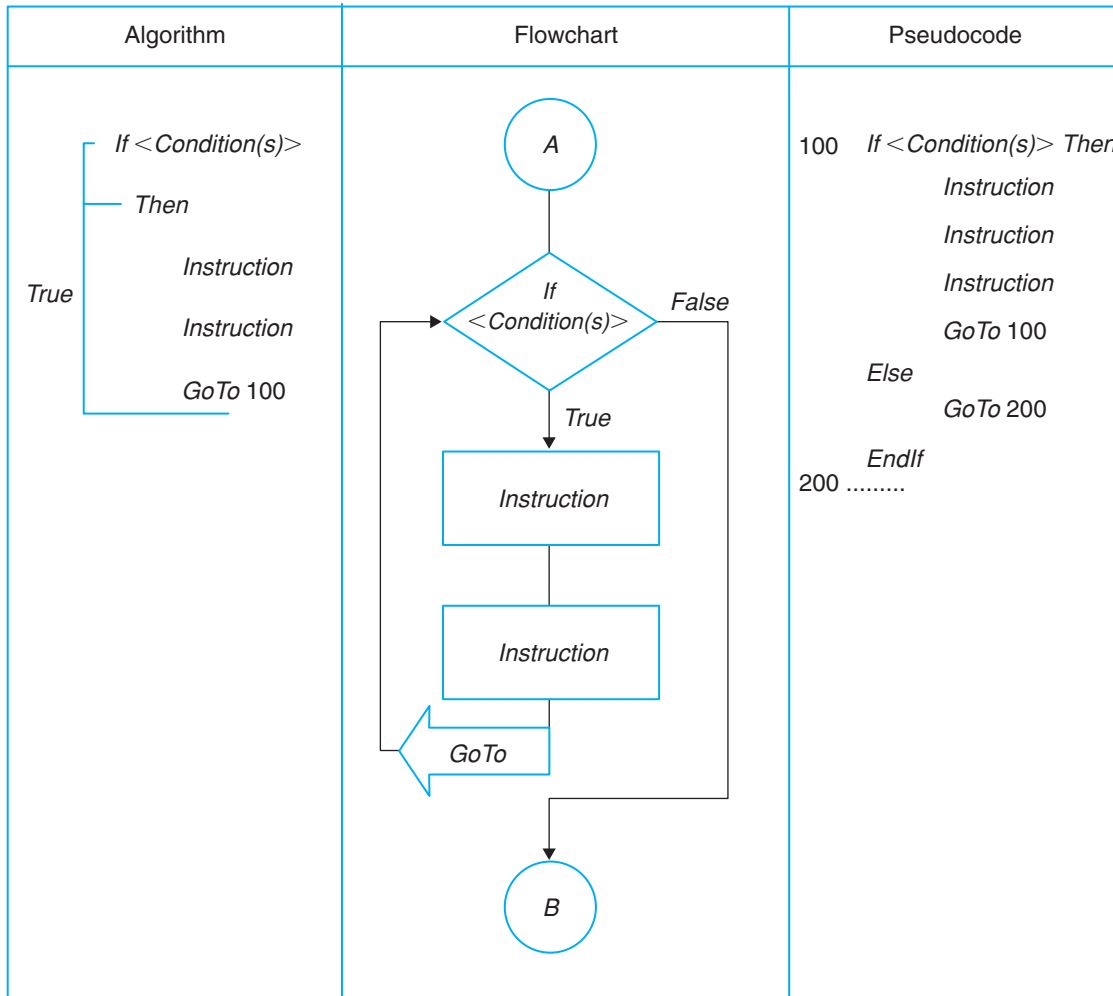 Algorithm
Flowchart
Pseudocode
If <Condition(s)>
Then
True
Instruction
Instruction
GoTo 100
A
If
<Condition(s)>
False
True
Instruction
Instruction
GoTo
B
100 If <Condition(s)> Then
Instruction
Instruction
Instruction
GoTo 100
Else
GoTo 200
EndIf
200 .........